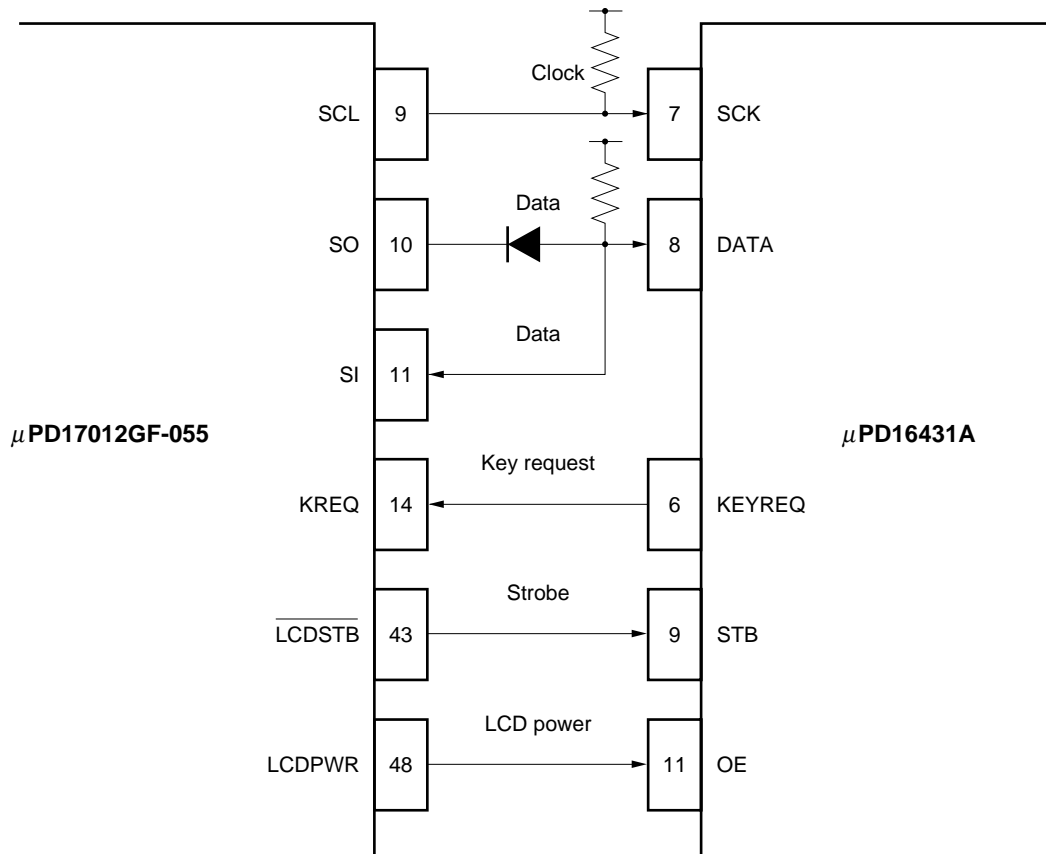 Clock
SCL 9 7 SCK
Data
SO 10 8 DATA
Data
SI 11
μPD17012GF-055 μPD16431A
Key request
KREQ 14 6 KEYREQ
Strobe
LCDSTB 43 9 STB
LCD power
LCDPWR 48 11 OE